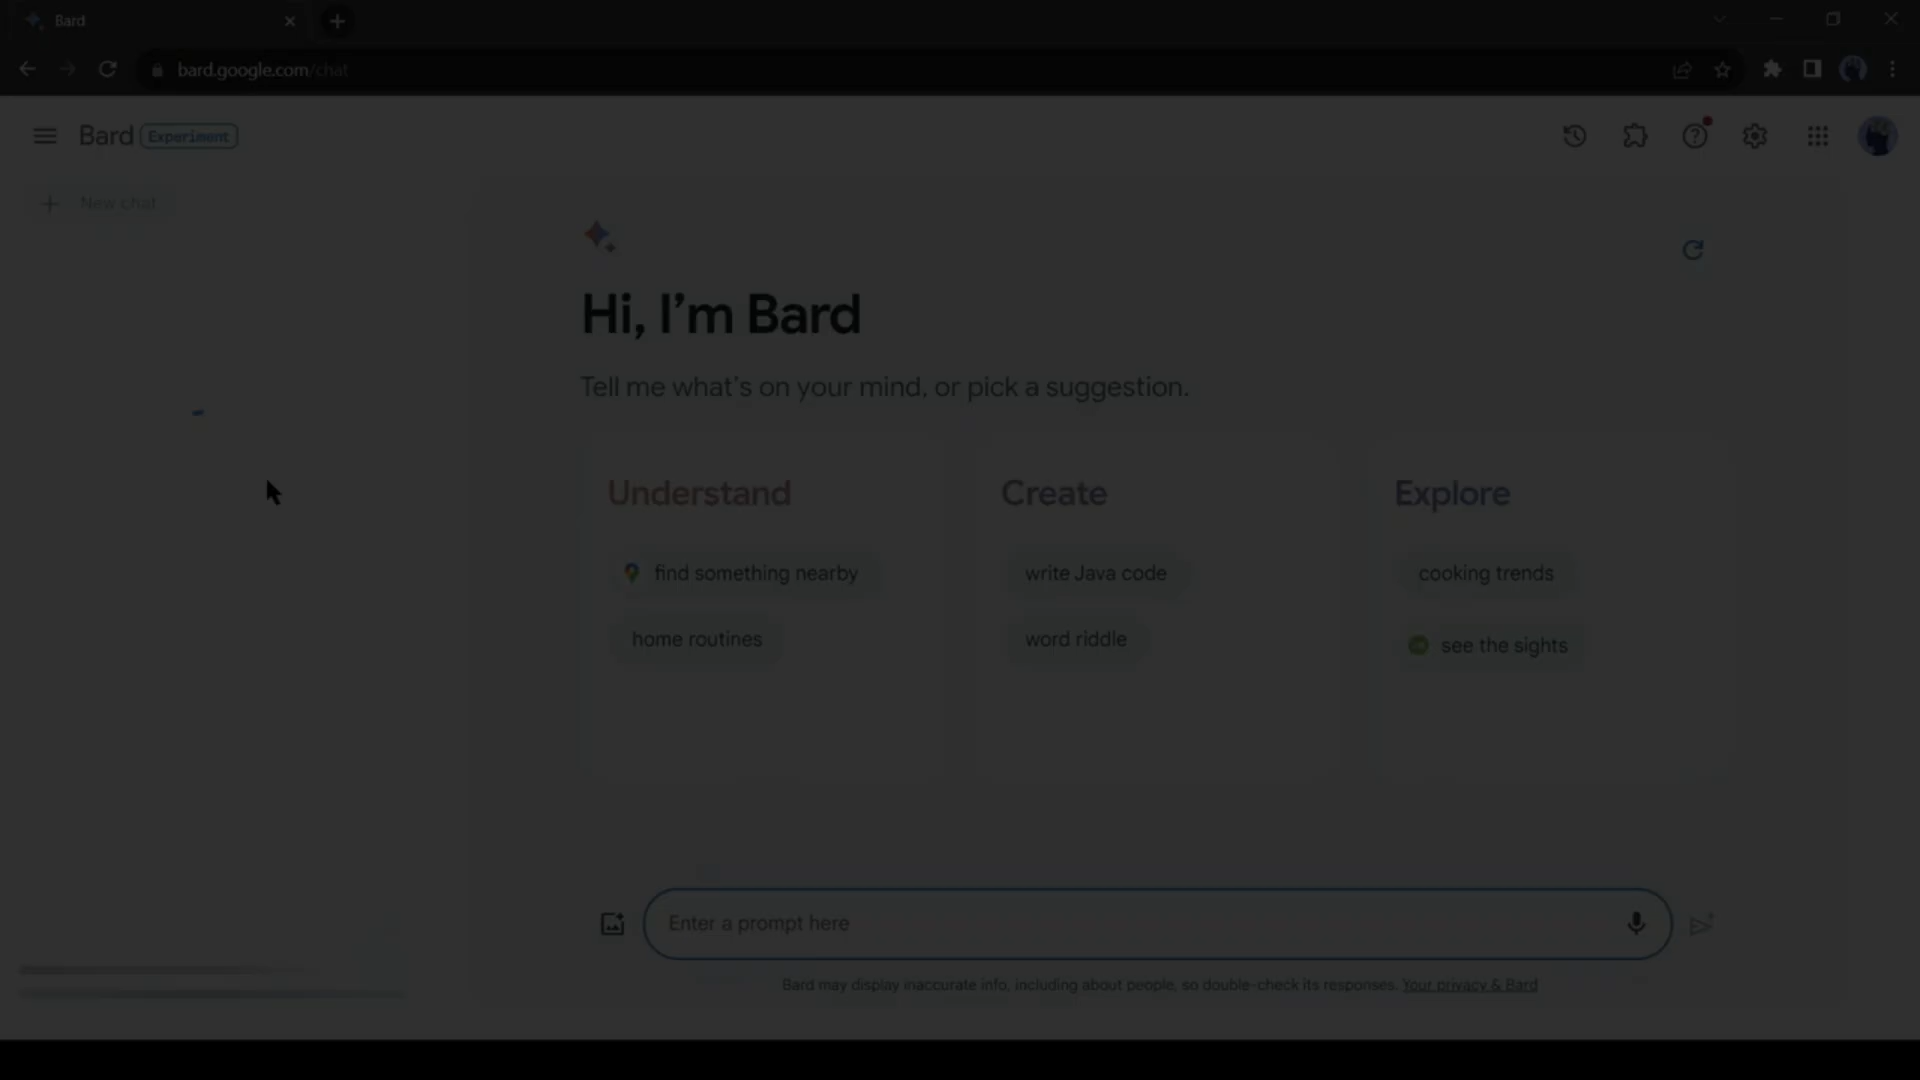 Bard
bard.google.com/chat
Bard Experiment
New chat
Hi, I'm Bard
Tell me what's on your mind, or pick a suggestion.
Understand
find something nearby
home routines
Create
write Java code
word riddle
Explore
cooking trends
see the sights
Enter a prompt here
Bard may display inaccurate info, including about people, so double-check its responses. Your privacy & Bard